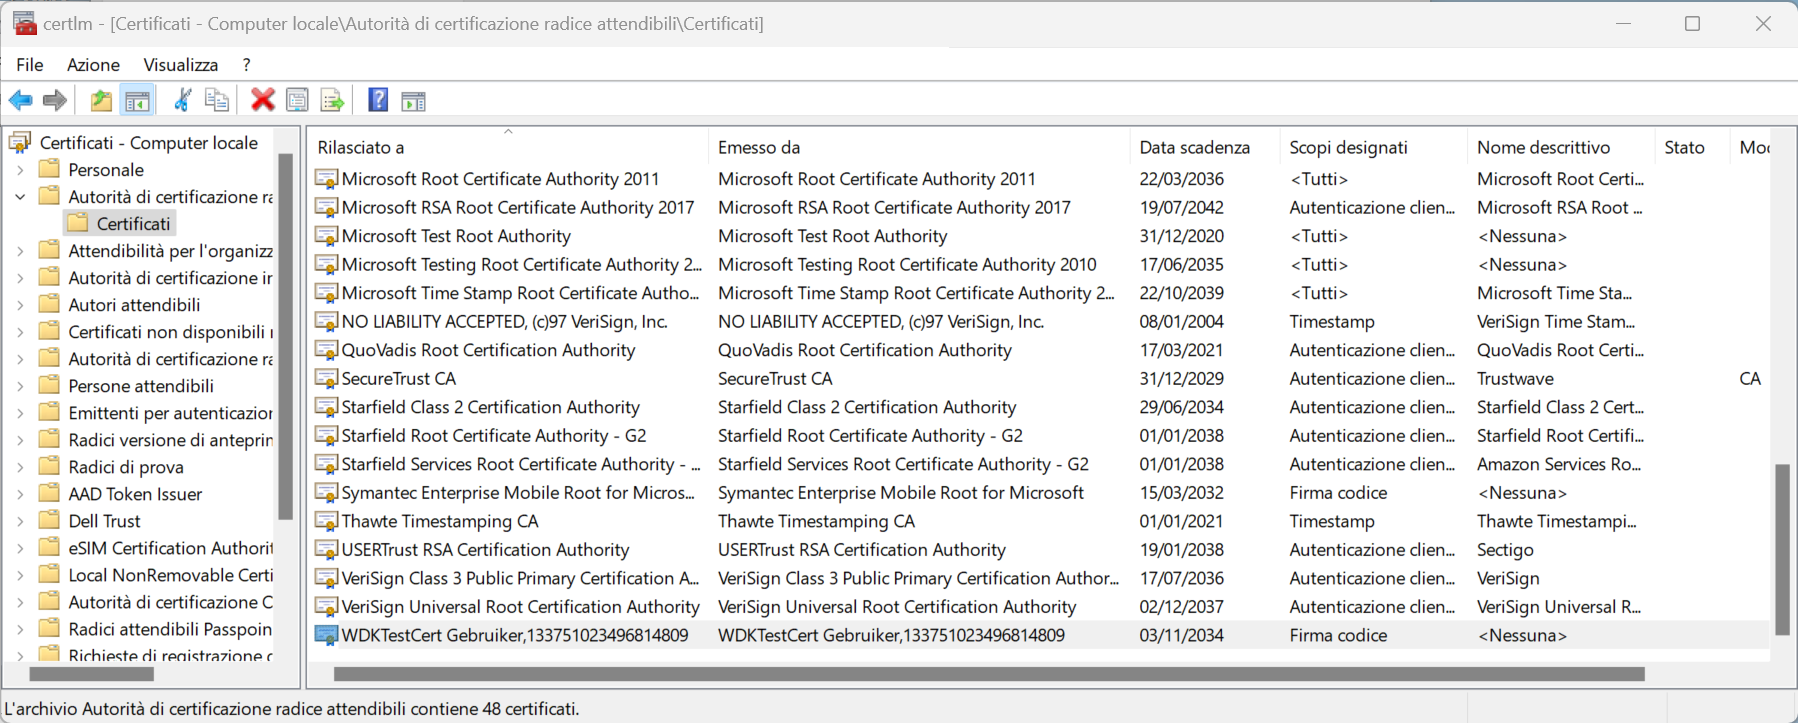 certlm - [Certificati - Computer locale\Autorità di certificazione radice attendibili\Certificati]
File Azione Visualizza ?
Certificati - Computer locale
Personale
Autorità di certificazione ra
Certificati
Attendibilità per l'organizz
Autorità di certificazione in
Autori attendibili
Certificati non disponibili
Autorità di certificazione ra
Persone attendibili
Emittenti per autenticazion
Radici versione di anteprin
Radici di prova
AAD Token Issuer
Dell Trust
eSIM Certification Authorit
Local NonRemovable Certi
Autorità di certificazione C
Radici attendibili Passpoin
Richieste di registrazione c
Rilasciato a Emesso da Data scadenza Scopi designati Nome descrittivo Stato Moc
Microsoft Root Certificate Authority 2011 Microsoft Root Certificate Authority 2011 22/03/2036 <Tutti> Microsoft Root Certi...
Microsoft RSA Root Certificate Authority 2017 Microsoft RSA Root Certificate Authority 2017 19/07/2042 Autenticazione clien... Microsoft RSA Root ...
Microsoft Test Root Authority Microsoft Test Root Authority 31/12/2020 <Tutti> <Nessuna>
Microsoft Testing Root Certificate Authority 2... Microsoft Testing Root Certificate Authority 2010 17/06/2035 <Tutti> <Nessuna>
Microsoft Time Stamp Root Certificate Autho... Microsoft Time Stamp Root Certificate Authority 2... 22/10/2039 <Tutti> Microsoft Time Sta...
NO LIABILITY ACCEPTED, (c)97 VeriSign, Inc. NO LIABILITY ACCEPTED, (c)97 VeriSign, Inc. 08/01/2004 Timestamp VeriSign Time Stam...
QuoVadis Root Certification Authority QuoVadis Root Certification Authority 17/03/2021 Autenticazione clien... QuoVadis Root Certi...
SecureTrust CA SecureTrust CA 31/12/2029 Autenticazione clien... Trustwave CA
Starfield Class 2 Certification Authority Starfield Class 2 Certification Authority 29/06/2034 Autenticazione clien... Starfield Class 2 Cert...
Starfield Root Certificate Authority - G2 Starfield Root Certificate Authority - G2 01/01/2038 Autenticazione clien... Starfield Root Certifi...
Starfield Services Root Certificate Authority - ... Starfield Services Root Certificate Authority - G2 01/01/2038 Autenticazione clien... Amazon Services Ro...
Symantec Enterprise Mobile Root for Micros... Symantec Enterprise Mobile Root for Microsoft 15/03/2032 Firma codice <Nessuna>
Thawte Timestamping CA Thawte Timestamping CA 01/01/2021 Timestamp Thawte Timestampi...
USERTrust RSA Certification Authority USERTrust RSA Certification Authority 19/01/2038 Autenticazione clien... Sectigo
VeriSign Class 3 Public Primary Certification A... VeriSign Class 3 Public Primary Certification Author... 17/07/2036 Autenticazione clien... VeriSign
VeriSign Universal Root Certification Authority VeriSign Universal Root Certification Authority 02/12/2037 Autenticazione clien... VeriSign Universal R...
WDKTestCert Gebruiker,133751023496814809 WDKTestCert Gebruiker,133751023496814809 03/11/2034 Firma codice <Nessuna>
L'archivio Autorità di certificazione radice attendibili contiene 48 certificati.